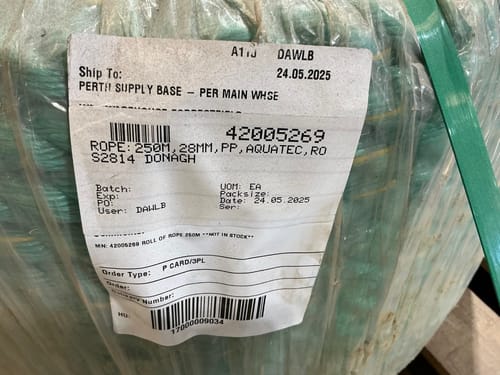 DAWLB
Ship To:
24.05.2025
PERTH SUPPLY BASE – PER MAIN WHSE
42005269
ROPE:250M,28MM,PP,AQUATEC,RO
S2814 DONAGH
Batch:
UOM: EA
Exp:
Packsize:
PO:
Date: 24.05.2025
User: DAWLB
Ser:
MN: 42005269 ROLL OF ROPE 250M **NOT IN STOCK**
Order Type: P CARD/3PL
Order:
Number:
HU:
17000009034